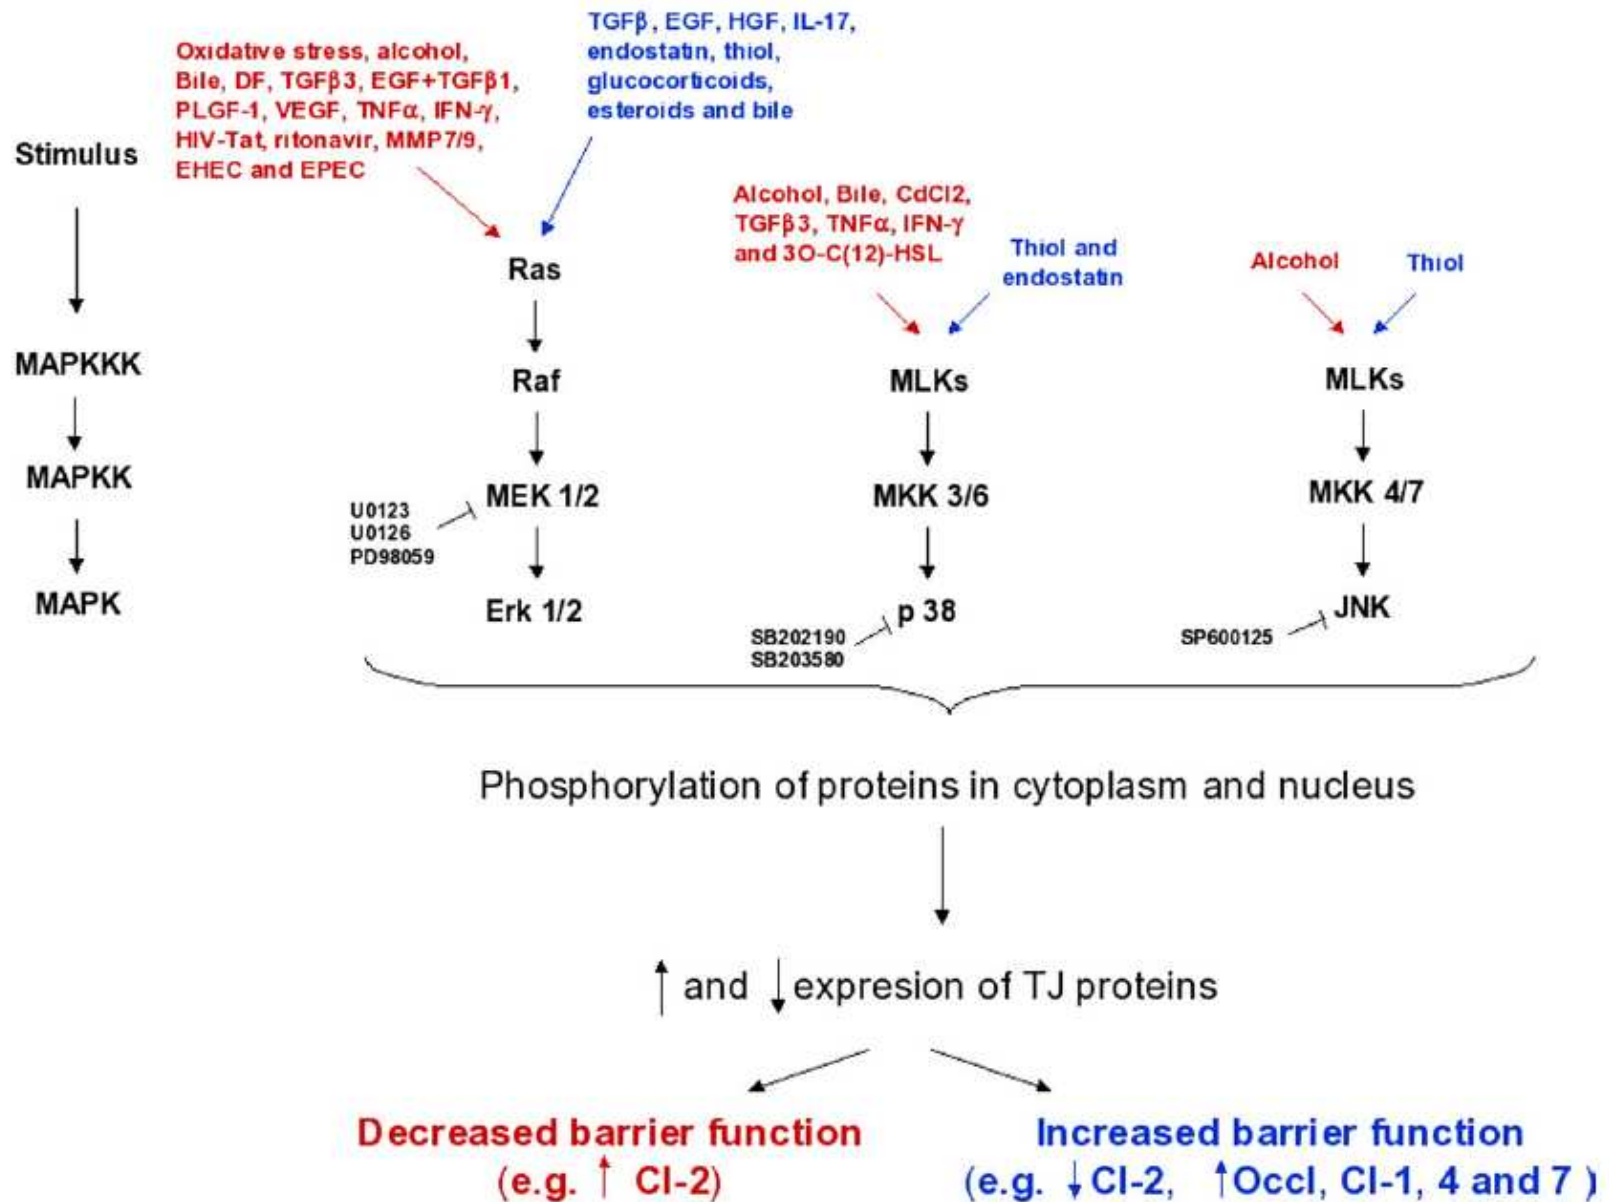 TGFβ, EGF, HGF, IL-17,
endostatin, thiol,
glucocorticoids,
esteroids and bile
Oxidative stress, alcohol,
Bile, DF, TGFβ3, EGF+TGFβ1,
PLGF-1, VEGF, TNFα, IFN-γ,
HIV-Tat, ritonavir, MMP7/9,
EHEC and EPEC
Stimulus
Alcohol, Bile, CdCl2,
TGFβ3, TNFα, IFN-γ
and 3O-C(12)-HSL
Thiol and
endostatin
Alcohol
Thiol
Ras
MAPKKK
Raf
MLKs
MLKs
MAPKK
MEK 1/2
MKK 3/6
MKK 4/7
U0123
U0126
PD98059
MAPK
Erk 1/2
p 38
JNK
SB202190
SB203580
SP600125
Phosphorylation of proteins in cytoplasm and nucleus
↑ and ↓ expresion of TJ proteins
Decreased barrier function
(e.g. ↑ Cl-2)
Increased barrier function
(e.g. ↓ Cl-2, ↑ Occl, Cl-1, 4 and 7 )